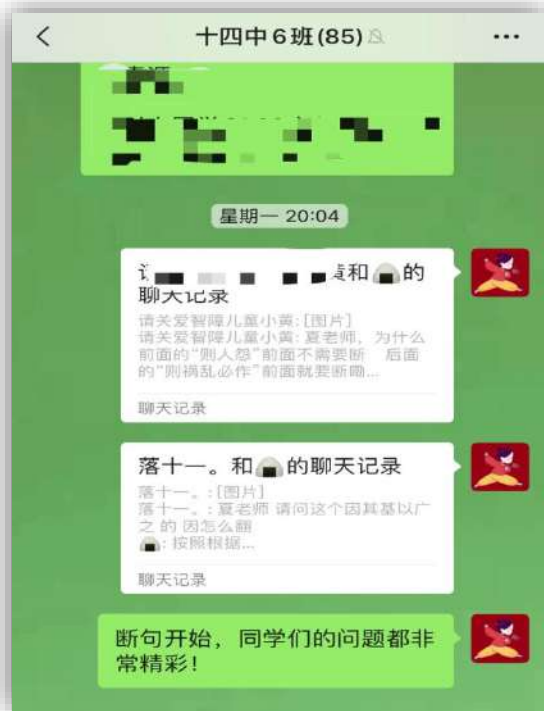 十四中6班(85)
星期一 20:04
和🍙的
聊天记录
请关爱智障儿童小黄:[图片]
请关爱智障儿童小黄: 夏老师，为什么
前面的“则人怨”前面不需要断 后面
的“则祸乱必作”前面就要断嘞...
聊天记录
落十一。和🍙的聊天记录
落十一。:[图片]
落十一。: 夏老师 请问这个因其基以广
之 的 因怎么翻
🍙: 按照根据...
聊天记录
断句开始，同学们的问题都非
常精彩！